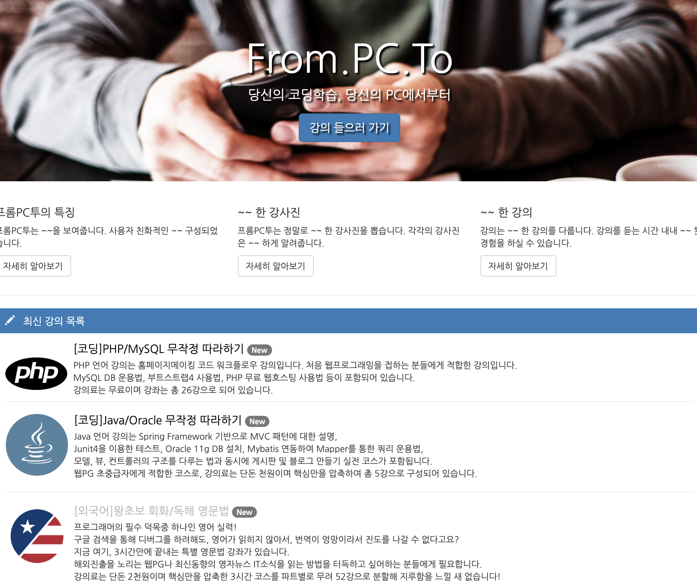 From.PC.To
당신의 코딩학습, 당신의 PC에서부터
강의 들으러 가기
프롬PC투의 특징
프롬PC투는 ~~을 보여줍니다. 사용자 친화적인 ~~ 구성되었
습니다.
자세히 알아보기
~~ 한 강사진
프롬PC투는 정말로 ~~ 한 강사진을 뽑습니다. 각각의 강사진
은 ~~ 하게 알려줍니다.
자세히 알아보기
~~ 한 강의
강의는 ~~ 한 강의를 다룹니다. 강의를 듣는 시간 내내 ~~
경험을 하실 수 있습니다.
자세히 알아보기
최신 강의 목록
php
[코딩]PHP/MySQL 무작정 따라하기 New
PHP 언어 강의는 홈페이지메이킹 코드 워크플로우 강의입니다. 처음 웹프로그래밍을 접하는 분들에게 적합한 강의입니다.
MySQL DB 운용법, 부트스트랩4 사용법, PHP 무료 웹호스팅 사용법 등이 포함되어 있습니다.
강의료는 무료이며 강좌는 총 26강으로 되어 있습니다.
[코딩]Java/Oracle 무작정 따라하기 New
Java 언어 강의는 Spring Framework 기반으로 MVC 패턴에 대한 설명,
Junit4을 이용한 테스트, Oracle 11g DB 설치, Mybatis 연동하여 Mapper를 통한 쿼리 운용법,
모델, 뷰, 컨트롤러의 구조를 다루는 법과 동시에 게시판 및 블로그 만들기 실전 코스가 포함됩니다.
웹PG 초중급자에게 적합한 코스로, 강의료는 단돈 천원이며 핵심만을 압축하여 총 5강으로 구성되어 있습니다.
[외국어]왕초보 회화/독해 영문법 New
프로그래머의 필수 덕목중 하나인 영어 실력!
구글 검색을 통해 디버그를 하려해도, 영어가 읽히지 않아서, 번역이 엉망이라서 진도를 나갈 수 없다고요?
지금 여기, 3시간만에 끝내는 특별 영문법 강좌가 있습니다.
해외진출을 노리는 웹PG나 최신동향의 영자뉴스 IT소식을 읽는 방법을 터득하고 싶어하는 분들에게 필요합니다.
강의료는 단돈 2천원이며 핵심만을 압축한 3시간 코스를 파트별로 무려 52강으로 분할해 지루함을 느낄 새 없습니다!